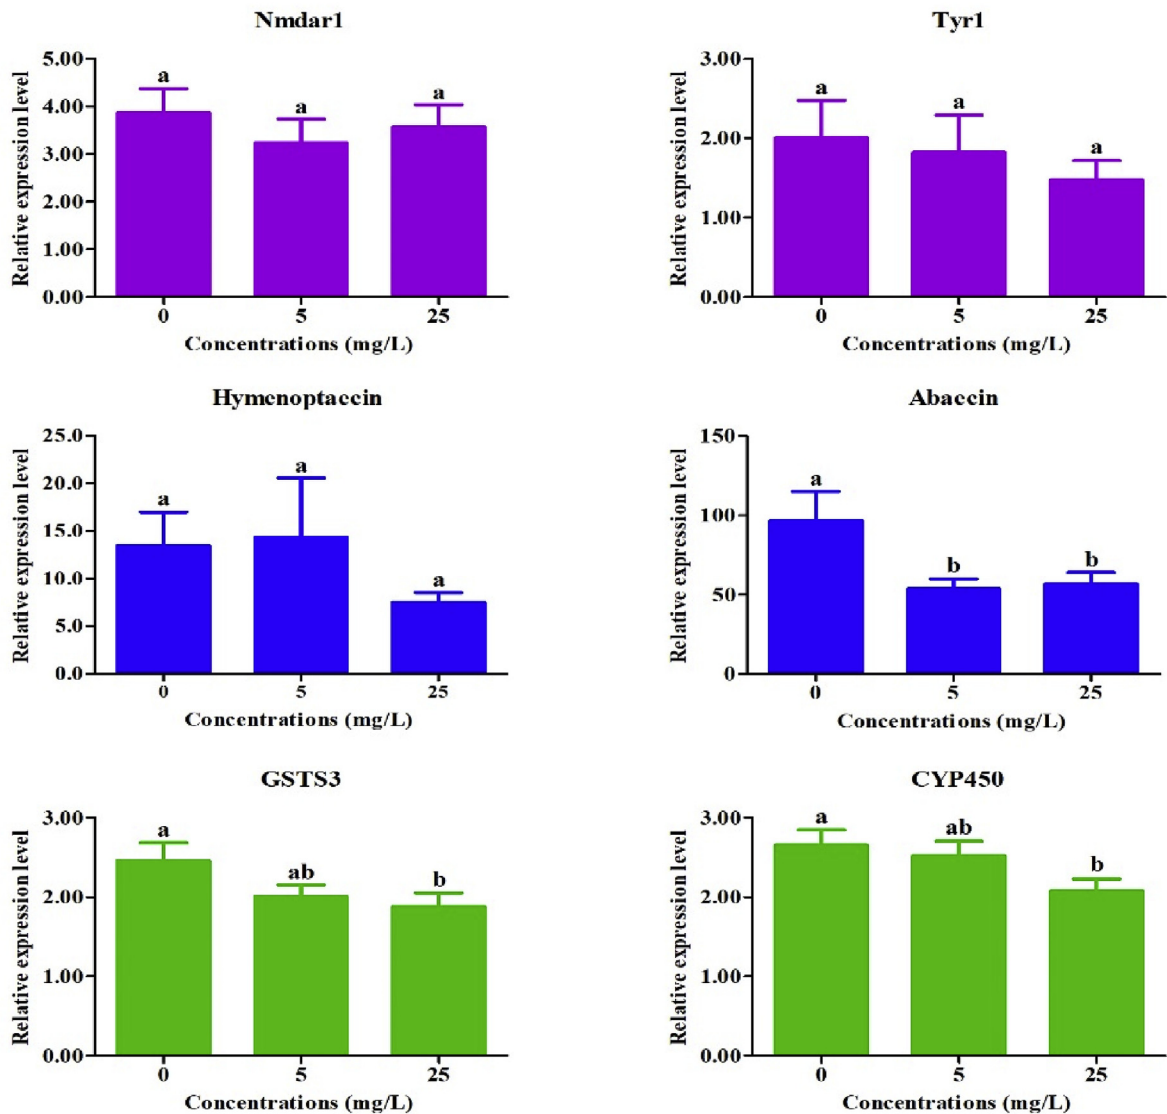 Nmdar1
Relative expression level
5.00
4.00
3.00
2.00
1.00
0.00
a
a
a
0
5
25
Concentrations (mg/L)
Tyr1
Relative expression level
3.00
2.00
1.00
0.00
a
a
a
0
5
25
Concentrations (mg/L)
Hymenoptaecin
Relative expression level
25.0
20.0
15.0
10.0
5.0
0.0
a
a
a
0
5
25
Concentrations (mg/L)
Abaecin
Relative expression level
150
100
50
0
a
b
b
0
5
25
Concentrations (mg/L)
GSTS3
Relative expression level
3.00
2.00
1.00
0.00
a
ab
b
0
5
25
Concentrations (mg/L)
CYP450
Relative expression level
3.00
2.00
1.00
0.00
a
ab
b
0
5
25
Concentrations (mg/L)